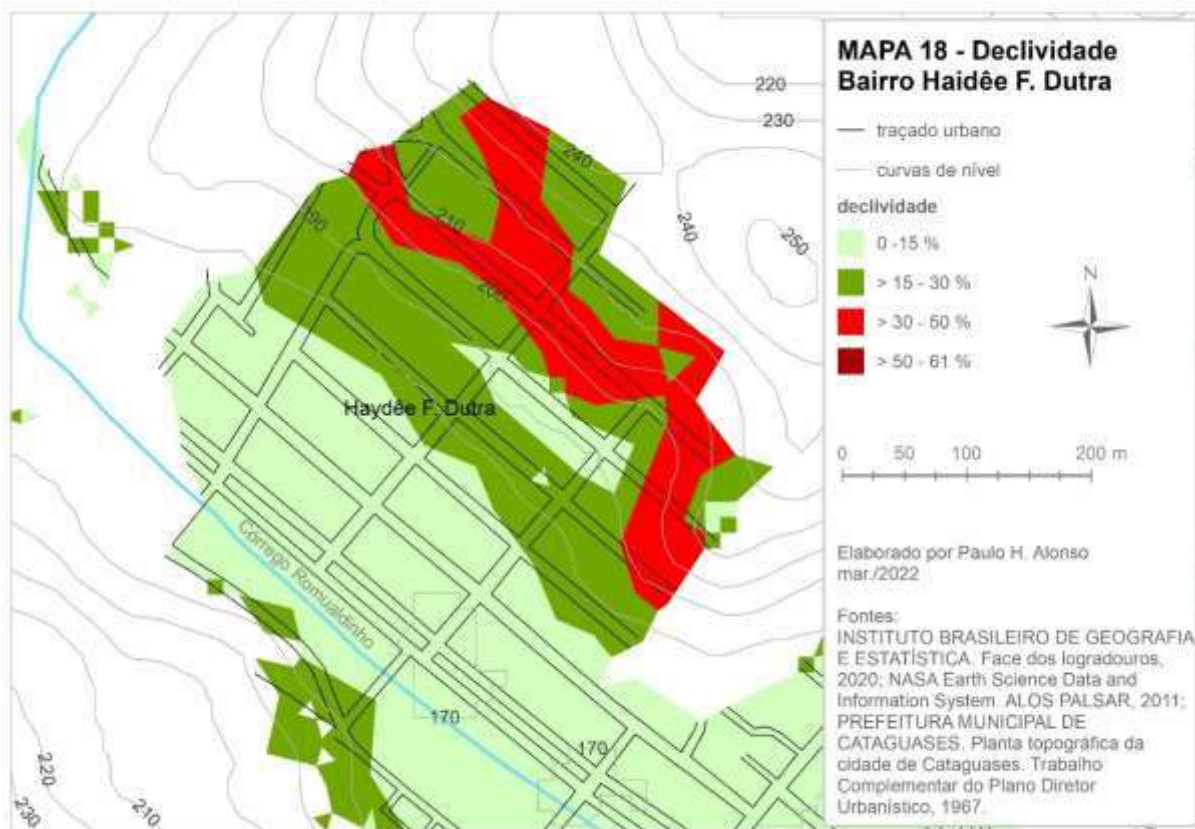 MAPA 18 - Declividade
Bairro Haidêe F. Dutra
traçado urbano
curvas de nível
declividade
0 -15 %
> 15 - 30 %
> 30 - 50 %
> 50 - 61 %
N
0 50 100 200 m
Elaborado por Paulo H. Alonso
mar./2022
Fontes:
INSTITUTO BRASILEIRO DE GEOGRAFIA
E ESTATÍSTICA. Face dos logradouros,
2020; NASA Earth Science Data and
Information System. ALOS PALSAR, 2011;
PREFEITURA MUNICIPAL DE
CATAGUASES. Planta topográfica da
cidade de Cataguases. Trabalho
Complementar do Plano Diretor
Urbanístico, 1967.
220
230
240
240
250
210
190
200
Haydêe F. Dutra
Córrego Romualdinho
170
170
220
230
210